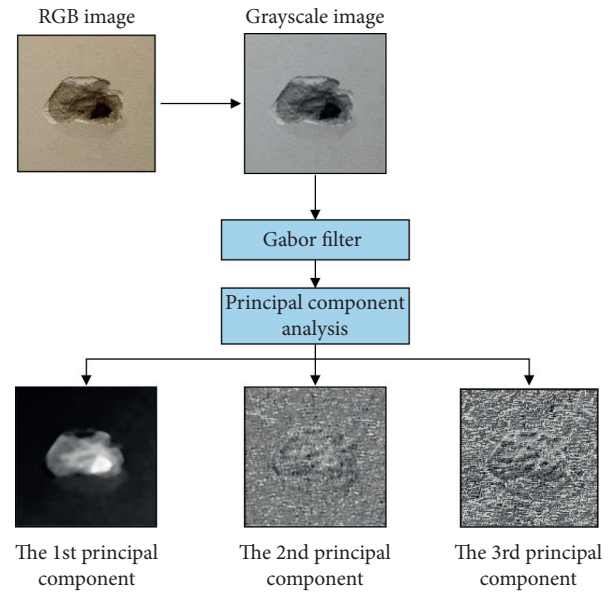 RGB image
Grayscale image
Gabor filter
Principal component
analysis
The 1st principal
component
The 2nd principal
component
The 3rd principal
component